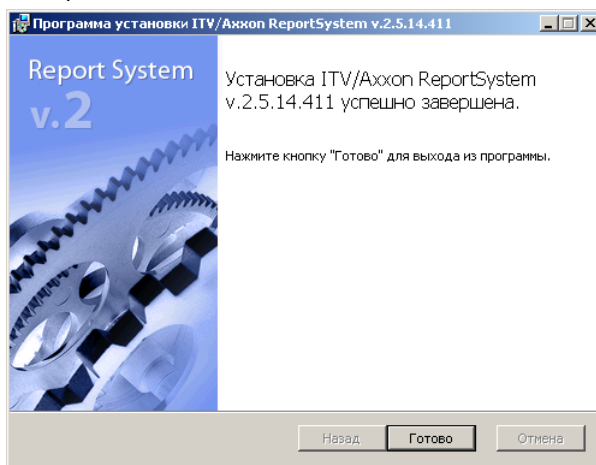 Программа установки ITV/Axxon ReportSystem v.2.5.14.411
Report System
v.2
Установка ITV/Axxon ReportSystem
v.2.5.14.411 успешно завершена.
Нажмите кнопку "Готово" для выхода из программы.
Назад
Готово
Отмена